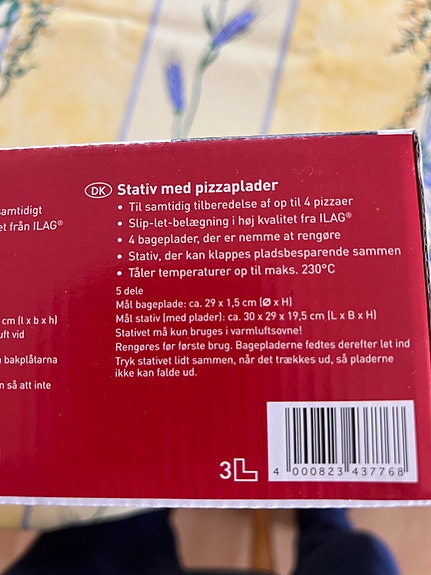 samtidigt
et från ILAG®
cm (l x b x h)
uft vid
bakplåtarna
n så att inte
DK Stativ med pizzaplader
• Til samtidig tilberedelse af op til 4 pizzaer
• Slip-let-belægning i høj kvalitet fra ILAG®
• 4 bageplader, der er nemme at rengøre
• Stativ, der kan klappes pladsbesparende sammen
• Tåler temperaturer op til maks. 230°C
5 dele
Mål bageplade: ca. 29 x 1,5 cm (Ø x H)
Mål stativ (med plader): ca. 30 x 29 x 19,5 cm (L x B x H)
Stativet må kun bruges i varmluftsovne!
Rengøres før første brug. Bagepladerne fedtes derefter let ind
Tryk stativet lidt sammen, når det trækkes ud, så pladerne
ikke kan falde ud.
3
4 000823 437768